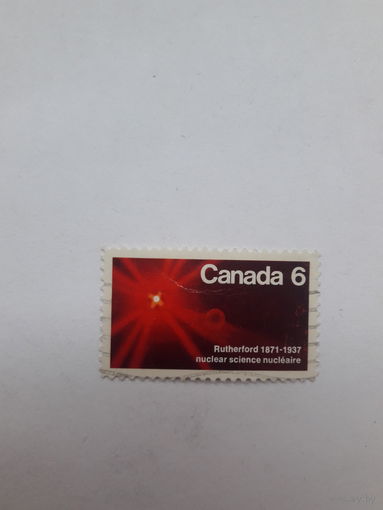 Canada 6
Rutherford 1871-1937
nuclear science nucléaire